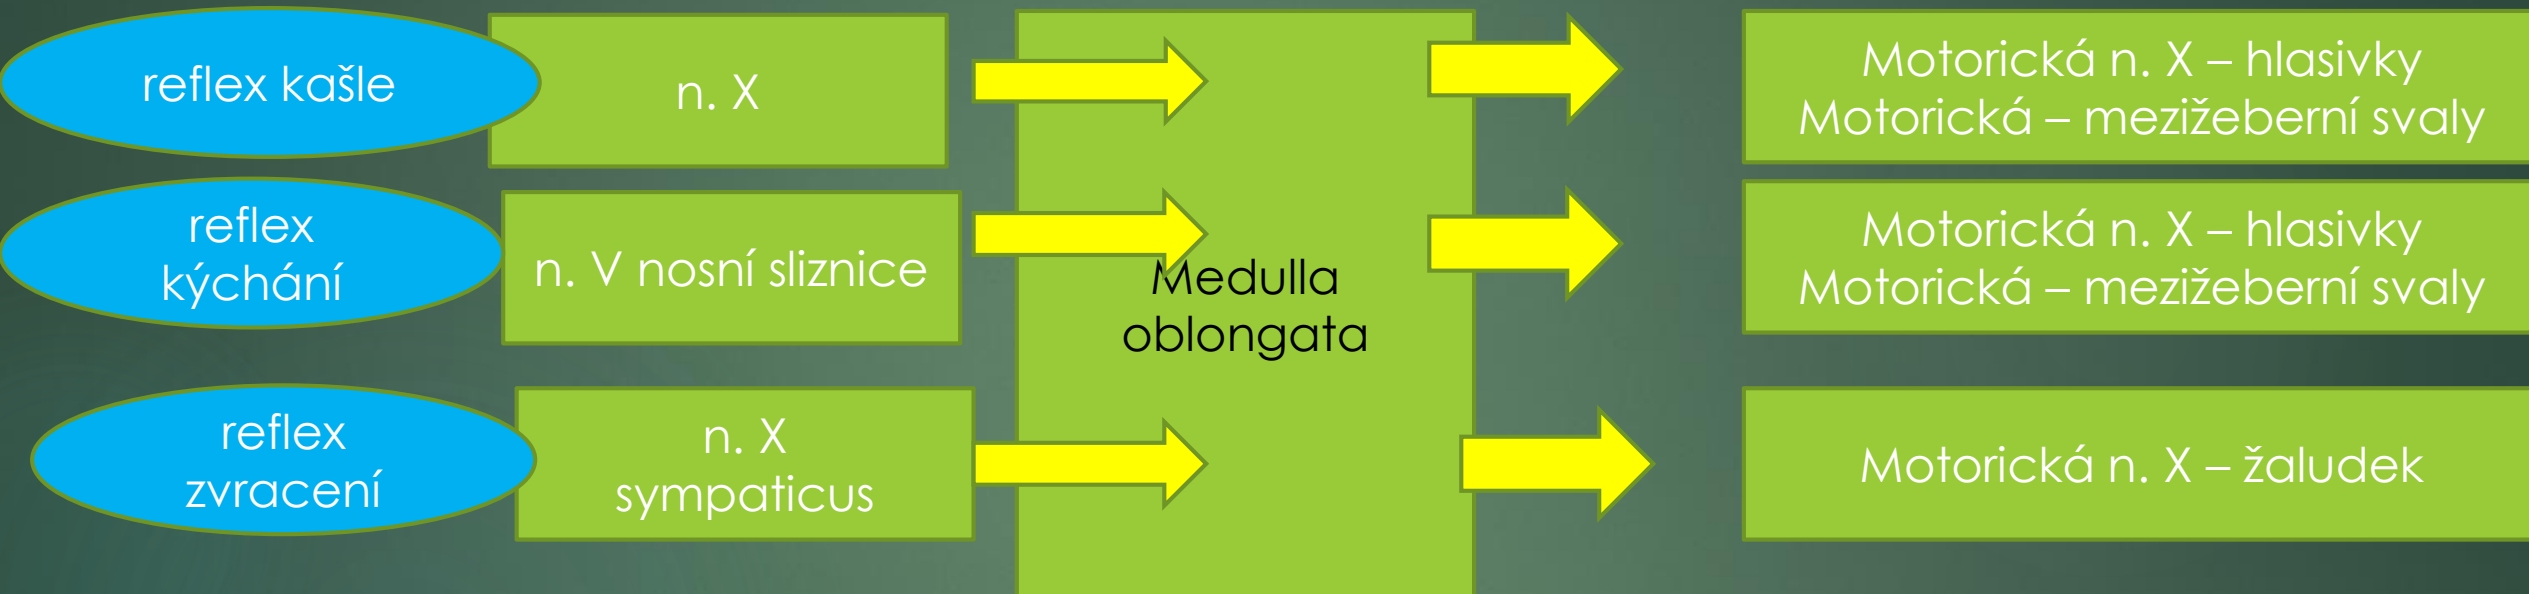 reflex kašle
n. X
Motorická n. X – hlasivky
Motorická – mezižeberní svaly
reflex
kýchání
n. V nosní sliznice
Medulla
oblongata
Motorická n. X – hlasivky
Motorická – mezižeberní svaly
reflex
zvracení
n. X
sympaticus
Motorická n. X – žaludek